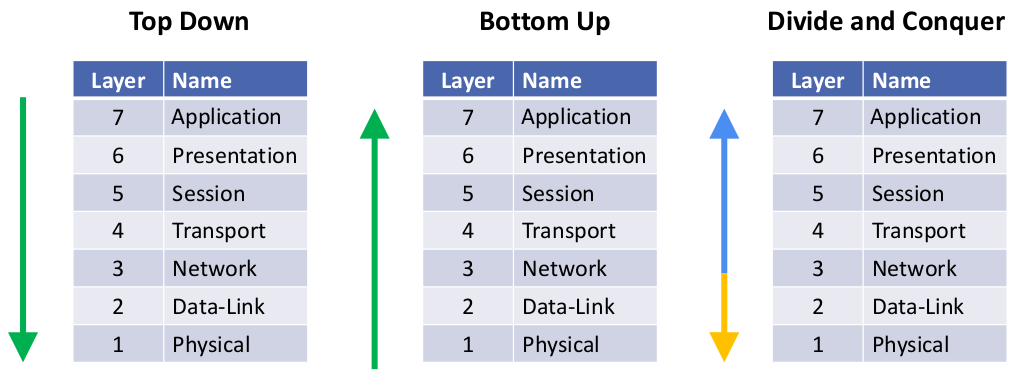 Top Down
Layer Name
7 Application
6 Presentation
5 Session
4 Transport
3 Network
2 Data-Link
1 Physical
Bottom Up
Layer Name
7 Application
6 Presentation
5 Session
4 Transport
3 Network
2 Data-Link
1 Physical
Divide and Conquer
Layer Name
7 Application
6 Presentation
5 Session
4 Transport
3 Network
2 Data-Link
1 Physical